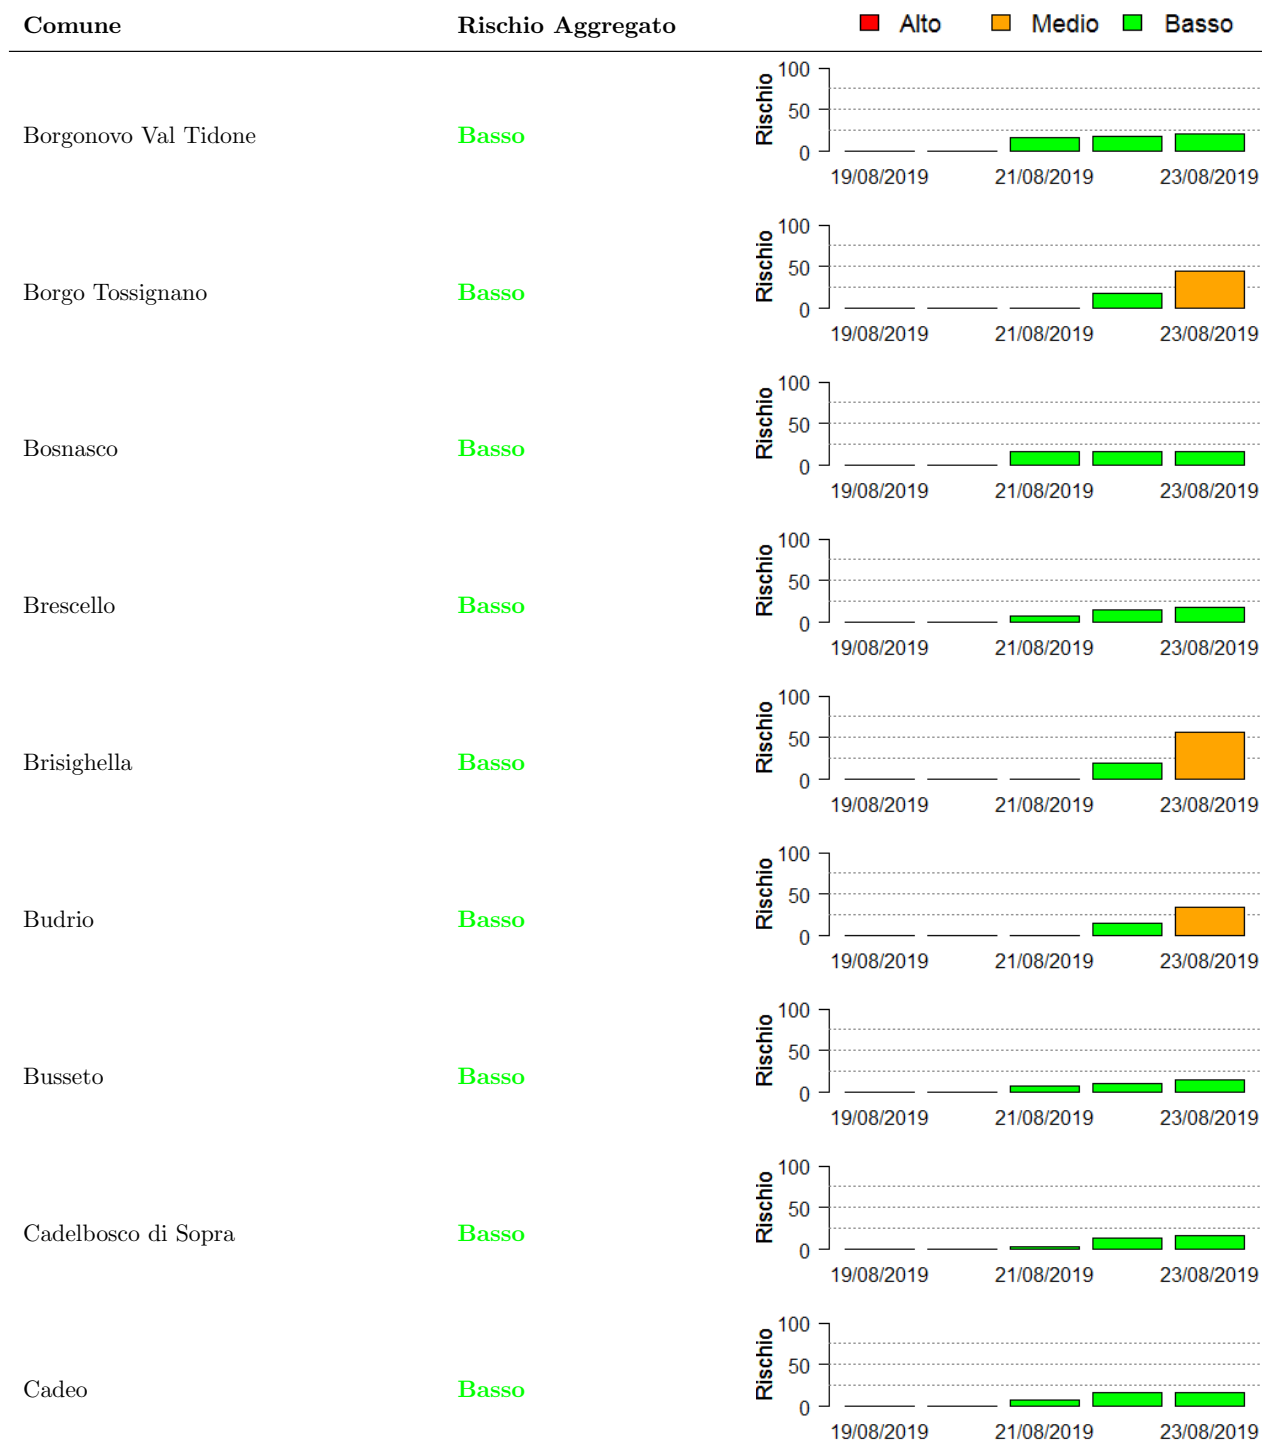 Comune Rischio Aggregato Alto Medio Basso
Borgonovo Val Tidone Basso
Rischio
100
50
0
19/08/2019 21/08/2019 23/08/2019
Borgo Tossignano Basso
Rischio
100
50
0
19/08/2019 21/08/2019 23/08/2019
Bosnasco Basso
Rischio
100
50
0
19/08/2019 21/08/2019 23/08/2019
Brescello Basso
Rischio
100
50
0
19/08/2019 21/08/2019 23/08/2019
Brisighella Basso
Rischio
100
50
0
19/08/2019 21/08/2019 23/08/2019
Budrio Basso
Rischio
100
50
0
19/08/2019 21/08/2019 23/08/2019
Busseto Basso
Rischio
100
50
0
19/08/2019 21/08/2019 23/08/2019
Cadelbosco di Sopra Basso
Rischio
100
50
0
19/08/2019 21/08/2019 23/08/2019
Cadeo Basso
Rischio
100
50
0
19/08/2019 21/08/2019 23/08/2019